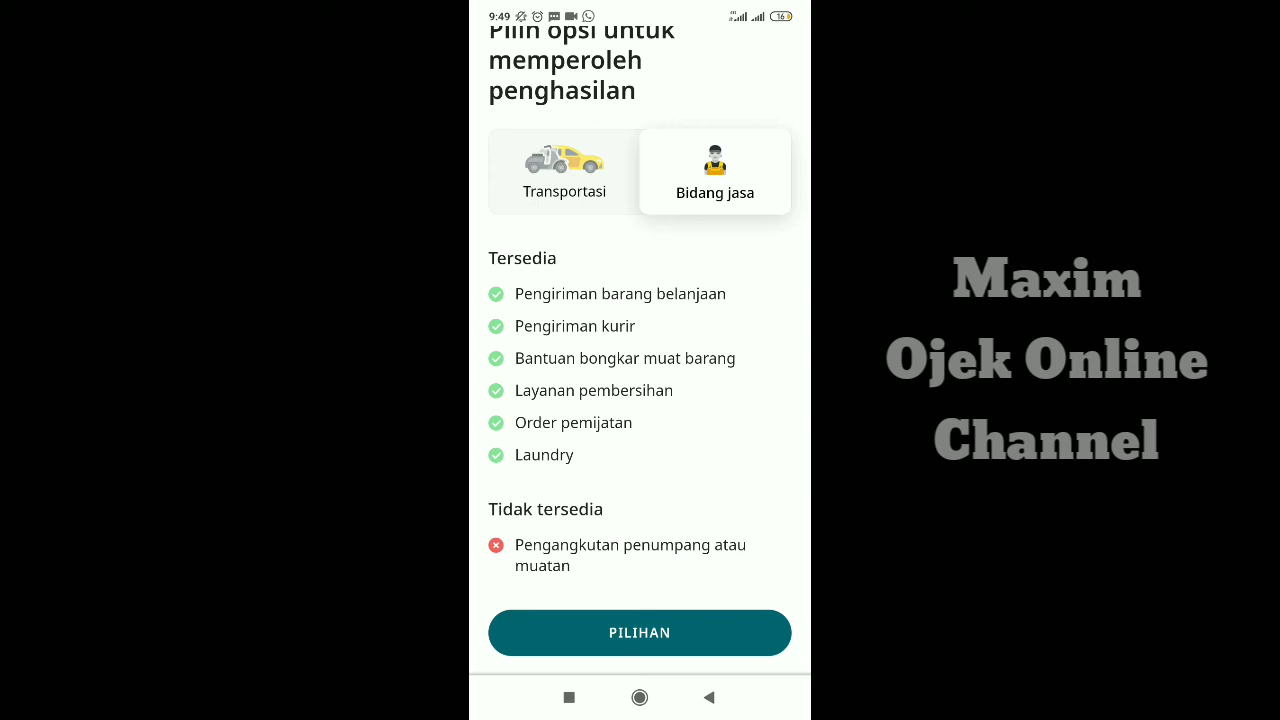 9:49
16
Pilih opsi untuk
memperoleh
penghasilan
Transportasi
Bidang jasa
Tersedia
Pengiriman barang belanjaan
Pengiriman kurir
Bantuan bongkar muat barang
Layanan pembersihan
Order pemijatan
Laundry
Tidak tersedia
Pengangkutan penumpang atau
muatan
PILIHAN
Maxim
Ojek Online
Channel